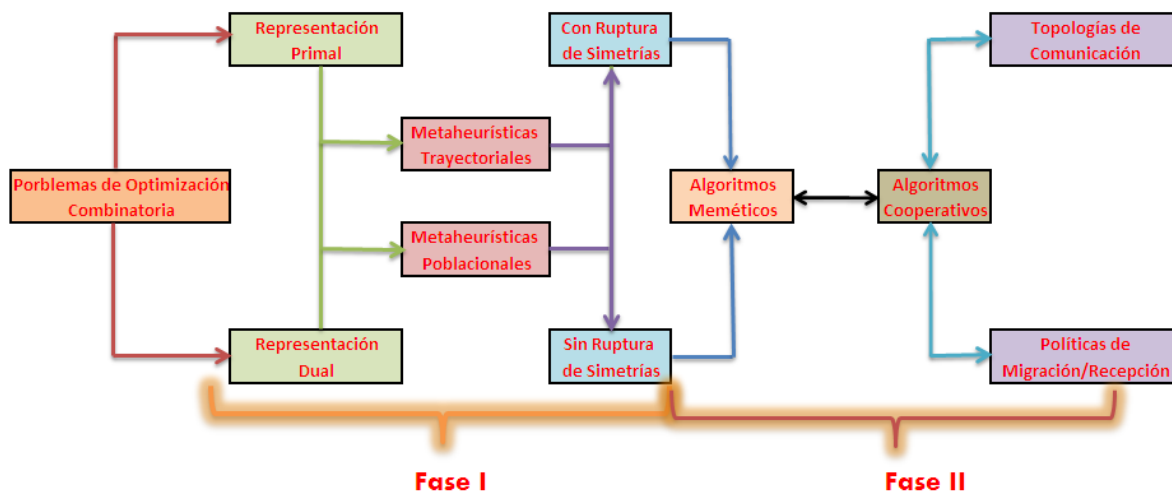 Representación
Primal
Con Ruptura
de Simetrías
Topologías de
Comunicación
Metaheurísticas
Trayectoriales
Porblemas de Optimización
Combinatoria
Algoritmos
Meméticos
Algoritmos
Cooperativos
Metaheurísticas
Poblacionales
Representación
Dual
Sin Ruptura
de Simetrías
Políticas de
Migración/Recepción
Fase I
Fase II